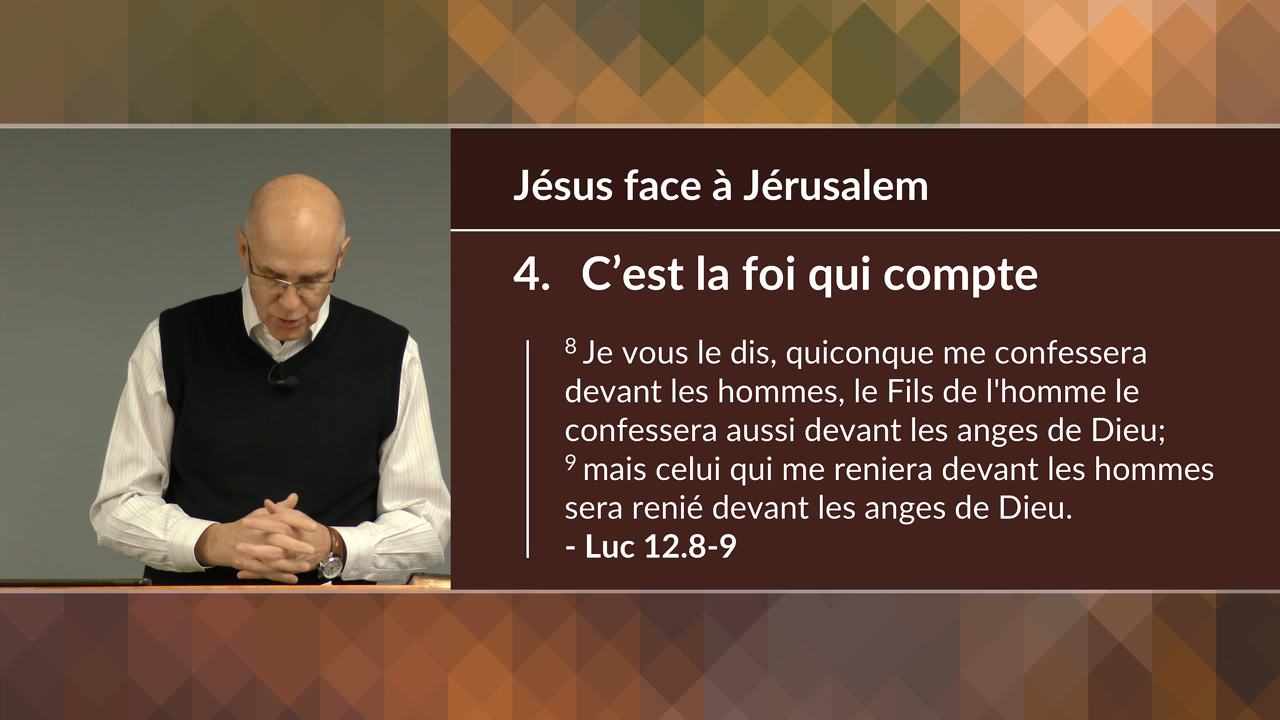 Jésus face à Jérusalem
4. C’est la foi qui compte
8 Je vous le dis, quiconque me confessera
devant les hommes, le Fils de l'homme le
confessera aussi devant les anges de Dieu;
9 mais celui qui me reniera devant les hommes
sera renié devant les anges de Dieu.
- Luc 12.8-9